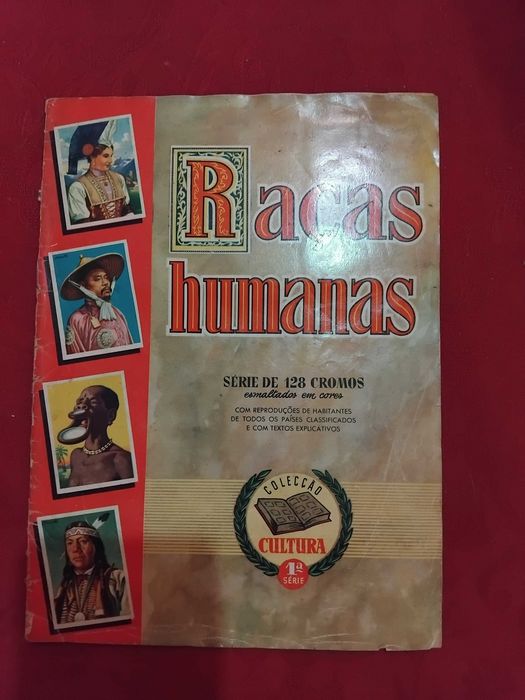 Raças
humanas
SÉRIE DE 128 CROMOS
esmaltados em cores
COM REPRODUÇÕES DE HABITANTES
DE TODOS OS PAÍSES CLASSIFICADOS
E COM TEXTOS EXPLICATIVOS
COLECÇÃO
CULTURA
1ª
SÉRIE